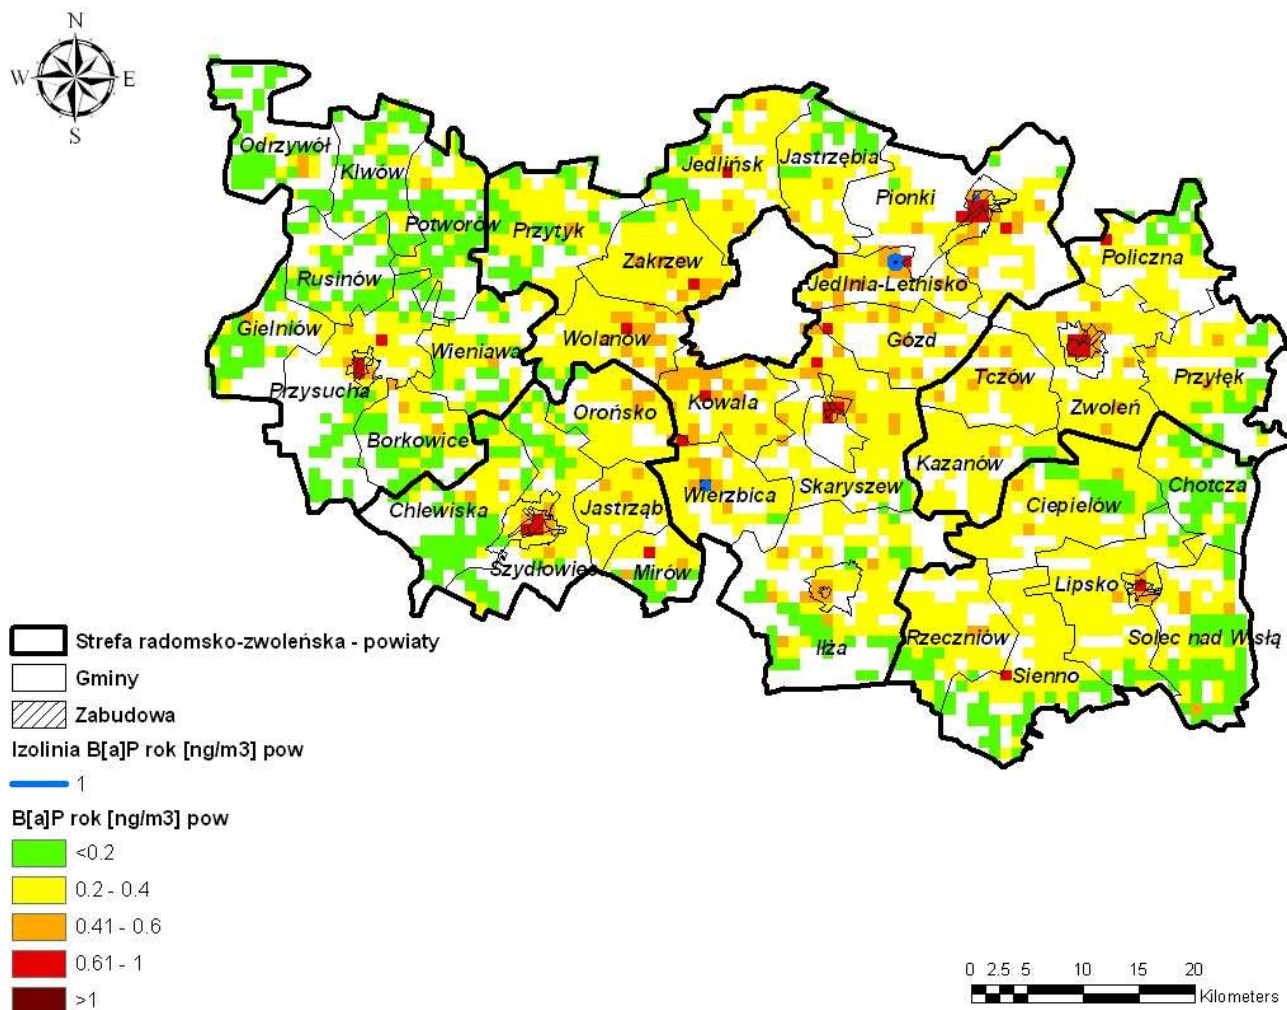 N
W E
S
Odrzywół
Klwów
Potworów
Rusinów
Gielniów
Wieniawa
Przysucha
Borkowice
Przytyk
Zakrzew
Wolanów
Jedlińsk
Jastrzębia
Pionki
Jedlnia-Letnisko
Gózd
Policzna
Tczów
Zwoleń
Przyłęk
Kazanów
Orońsko
Kowala
Wierzbica
Skaryszew
Chlewiska
Szydłowiec
Jastrząb
Mirów
Iłża
Ciepielów
Chotcza
Lipsko
Rzeczniów
Sienno
Solec nad Wisłą
Strefa radomsko-zwoleńska - powiaty
Gminy
Zabudowa
Izolinia B[a]P rok [ng/m3] pow
1
B[a]P rok [ng/m3] pow
<0.2
0.2 - 0.4
0.41 - 0.6
0.61 - 1
>1
0 2.5 5 10 15 20
Kilometers